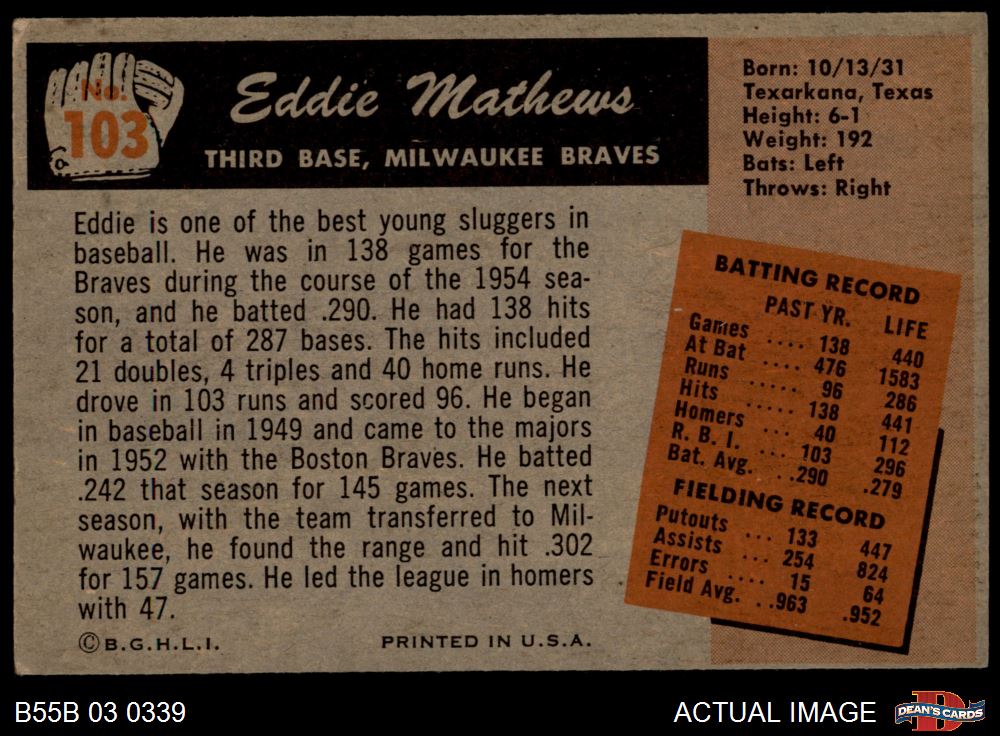 No.
103
Eddie Mathews
THIRD BASE, MILWAUKEE BRAVES
Born: 10/13/31
Texarkana, Texas
Height: 6-1
Weight: 192
Bats: Left
Throws: Right
Eddie is one of the best young sluggers in
baseball. He was in 138 games for the
Braves during the course of the 1954 sea-
son, and he batted .290. He had 138 hits
for a total of 287 bases. The hits included
21 doubles, 4 triples and 40 home runs. He
drove in 103 runs and scored 96. He began
in baseball in 1949 and came to the majors
in 1952 with the Boston Braves. He batted
.242 that season for 145 games. The next
season, with the team transferred to Mil-
waukee, he found the range and hit .302
for 157 games. He led the league in homers
with 47.
BATTING RECORD
PAST YR. LIFE
Games .... 138 440
At Bat .... 476 1583
Runs ..... 96 286
Hits ..... 138 441
Homers ... 40 112
R. B. I. ... 103 296
Bat. Avg. ..290 .279
FIELDING RECORD
Putouts ... 133 447
Assists ... 254 824
Errors .... 15 64
Field Avg. ..963 .952
© B.G.H.L.I. PRINTED IN U.S.A.
B55B 03 0339
ACTUAL IMAGE
DEAN'S CARDS